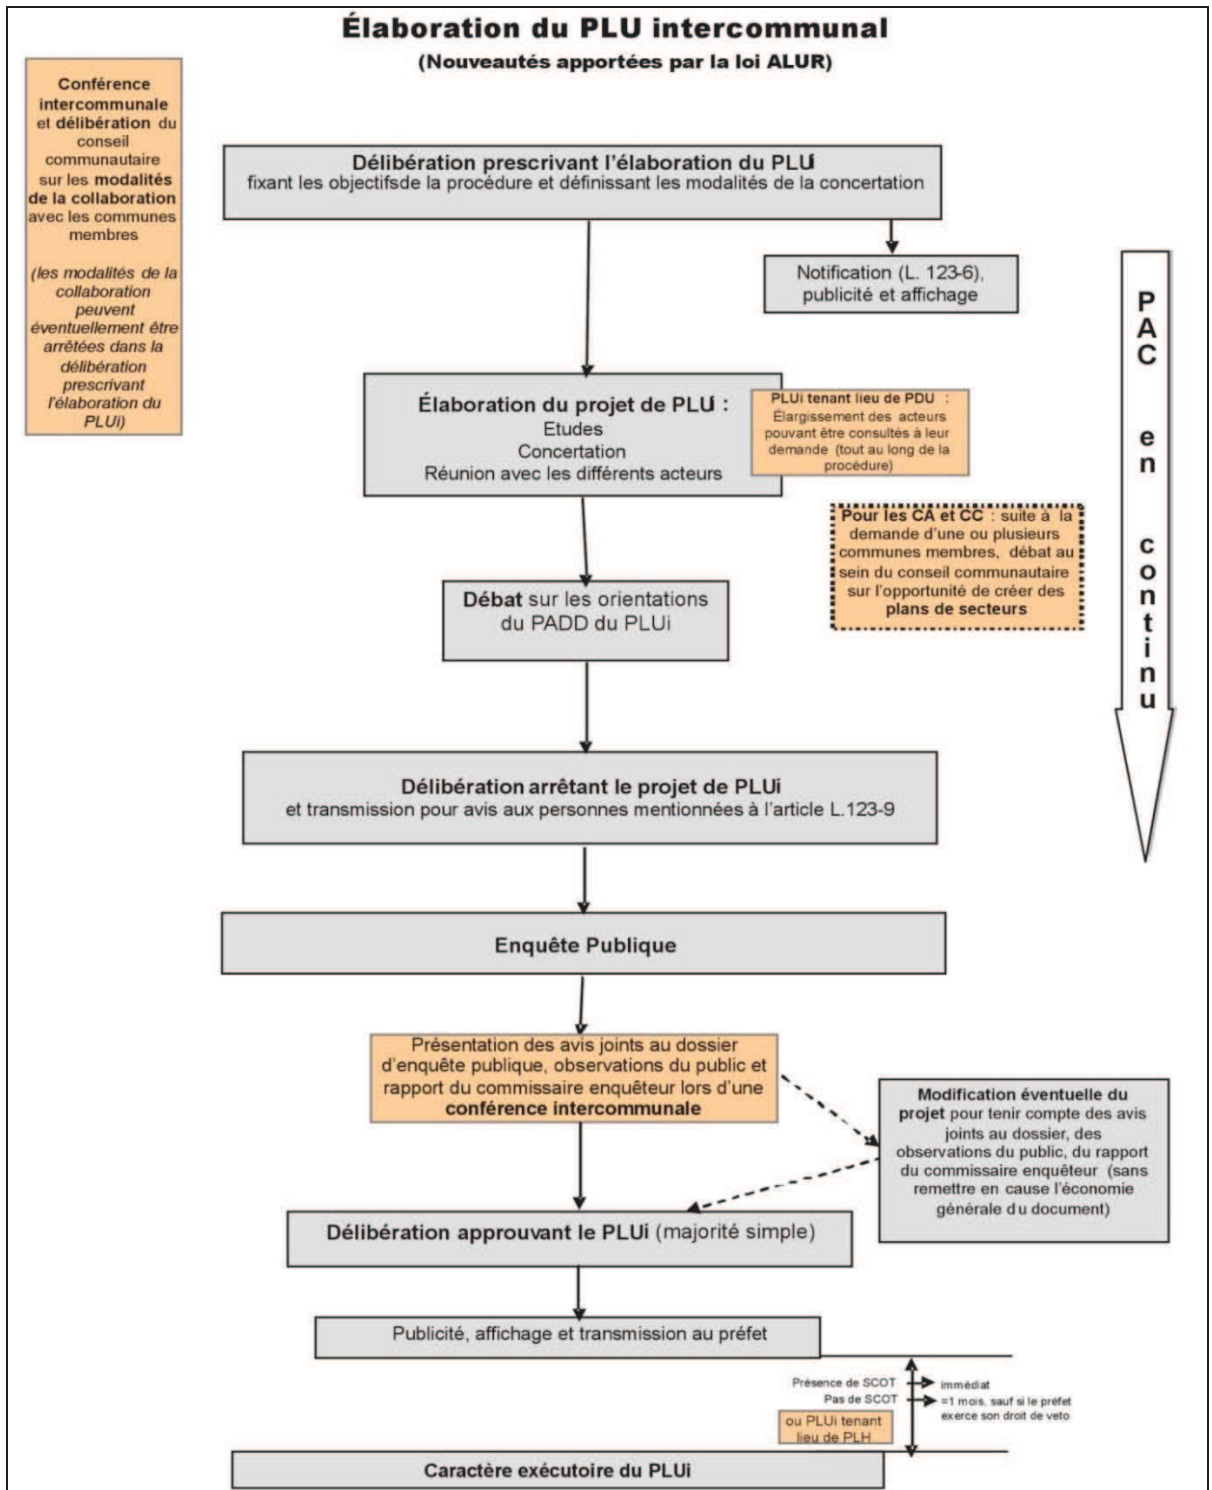 Élaboration du PLU intercommunal
(Nouveautés apportées par la loi ALUR)
Conférence
intercommunale
et délibération du
conseil
communautaire
sur les modalités
de la collaboration
avec les communes
membres
(les modalités de la
collaboration
peuvent
éventuellement être
arrêtées dans la
délibération
prescrivant
l'élaboration du
PLUi)
Délibération prescrivant l'élaboration du PLUi
fixant les objectifsde la procédure et définissant les modalités de la concertation
Notification (L. 123-6),
publicité et affichage
PAC en continu
Élaboration du projet de PLUi :
Etudes
Concertation
Réunion avec les différents acteurs
PLUi tenant lieu de PDU :
Élargissement des acteurs
pouvant être consultés à leur
demande (tout au long de la
procédure)
Pour les CA et CC : suite à la
demande d'une ou plusieurs
communes membres, débat au
sein du conseil communautaire
sur l'opportunité de créer des
plans de secteurs
Débat sur les orientations
du PADD du PLUi
Délibération arrêtant le projet de PLUi
et transmission pour avis aux personnes mentionnées à l'article L.123-9
Enquête Publique
Présentation des avis joints au dossier
d'enquête publique, observations du public et
rapport du commissaire enquêteur lors d'une
conférence intercommunale
Modification éventuelle du
projet pour tenir compte des avis
joints au dossier, des
observations du public, du rapport
du commissaire enquêteur (sans
remettre en cause l'économie
générale du document)
Délibération approuvant le PLUi (majorité simple)
Publicité, affichage et transmission au préfet
Présence de SCOT immédiat
Pas de SCOT =1 mois, sauf si le préfet
exerce son droit de veto
ou PLUi tenant
lieu de PLH
Caractère exécutoire du PLUi